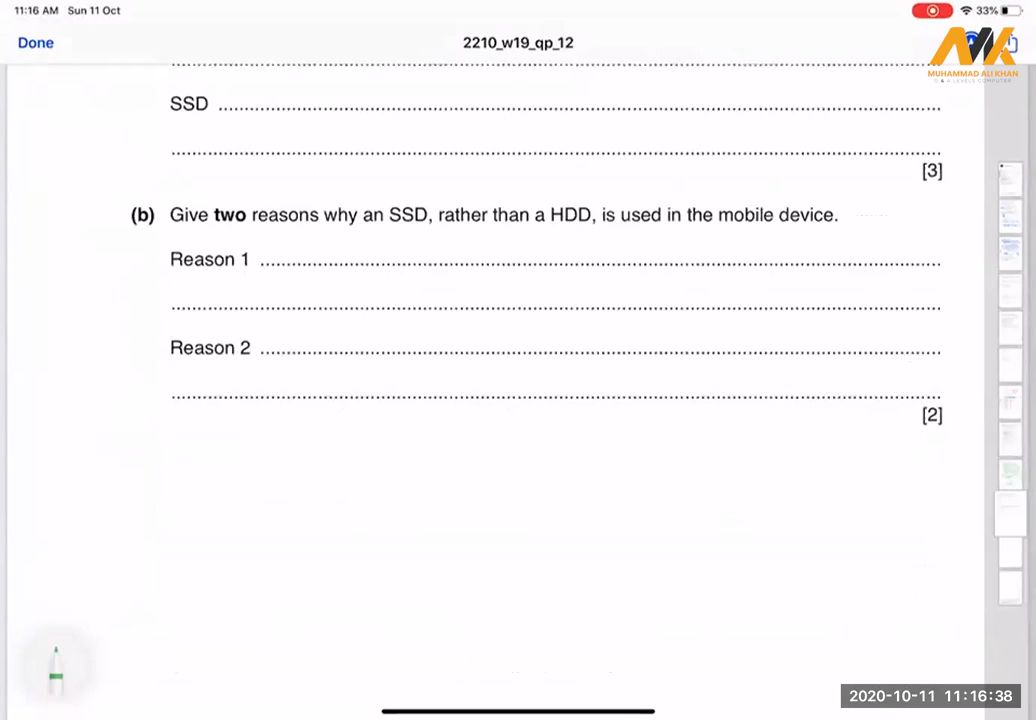 11:16 AM Sun 11 Oct
33%
Done
2210_w19_qp_12
MUHAMMAD ALI KHAN
O & A LEVELS COMPUTER
SSD ..........................................................................................
..........................................................................................
[3]
(b) Give two reasons why an SSD, rather than a HDD, is used in the mobile device.
Reason 1 ..........................................................................................
..........................................................................................
Reason 2 ..........................................................................................
..........................................................................................
[2]
2020-10-11 11:16:38